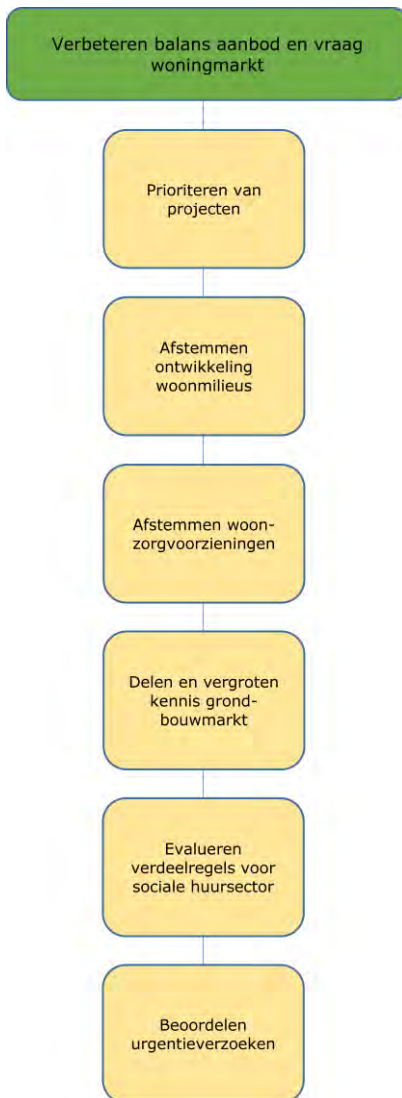 Verbeteren balans aanbod en vraag
woningmarkt
Prioriteren van
projecten
Afstemmen
ontwikkeling
woonmilieus
Afstemmen woon-
zorgvoorzieningen
Delen en vergroten
kennis grond-
bouwmarkt
Evalueren
verdeelregels voor
sociale huursector
Beoordelen
urgentieverzoeken